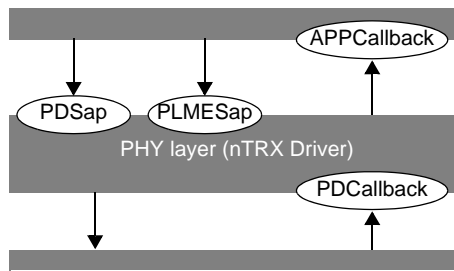 APPCallback
PDSap
PLMESap
PHY layer (nTRX Driver)
PDCallback